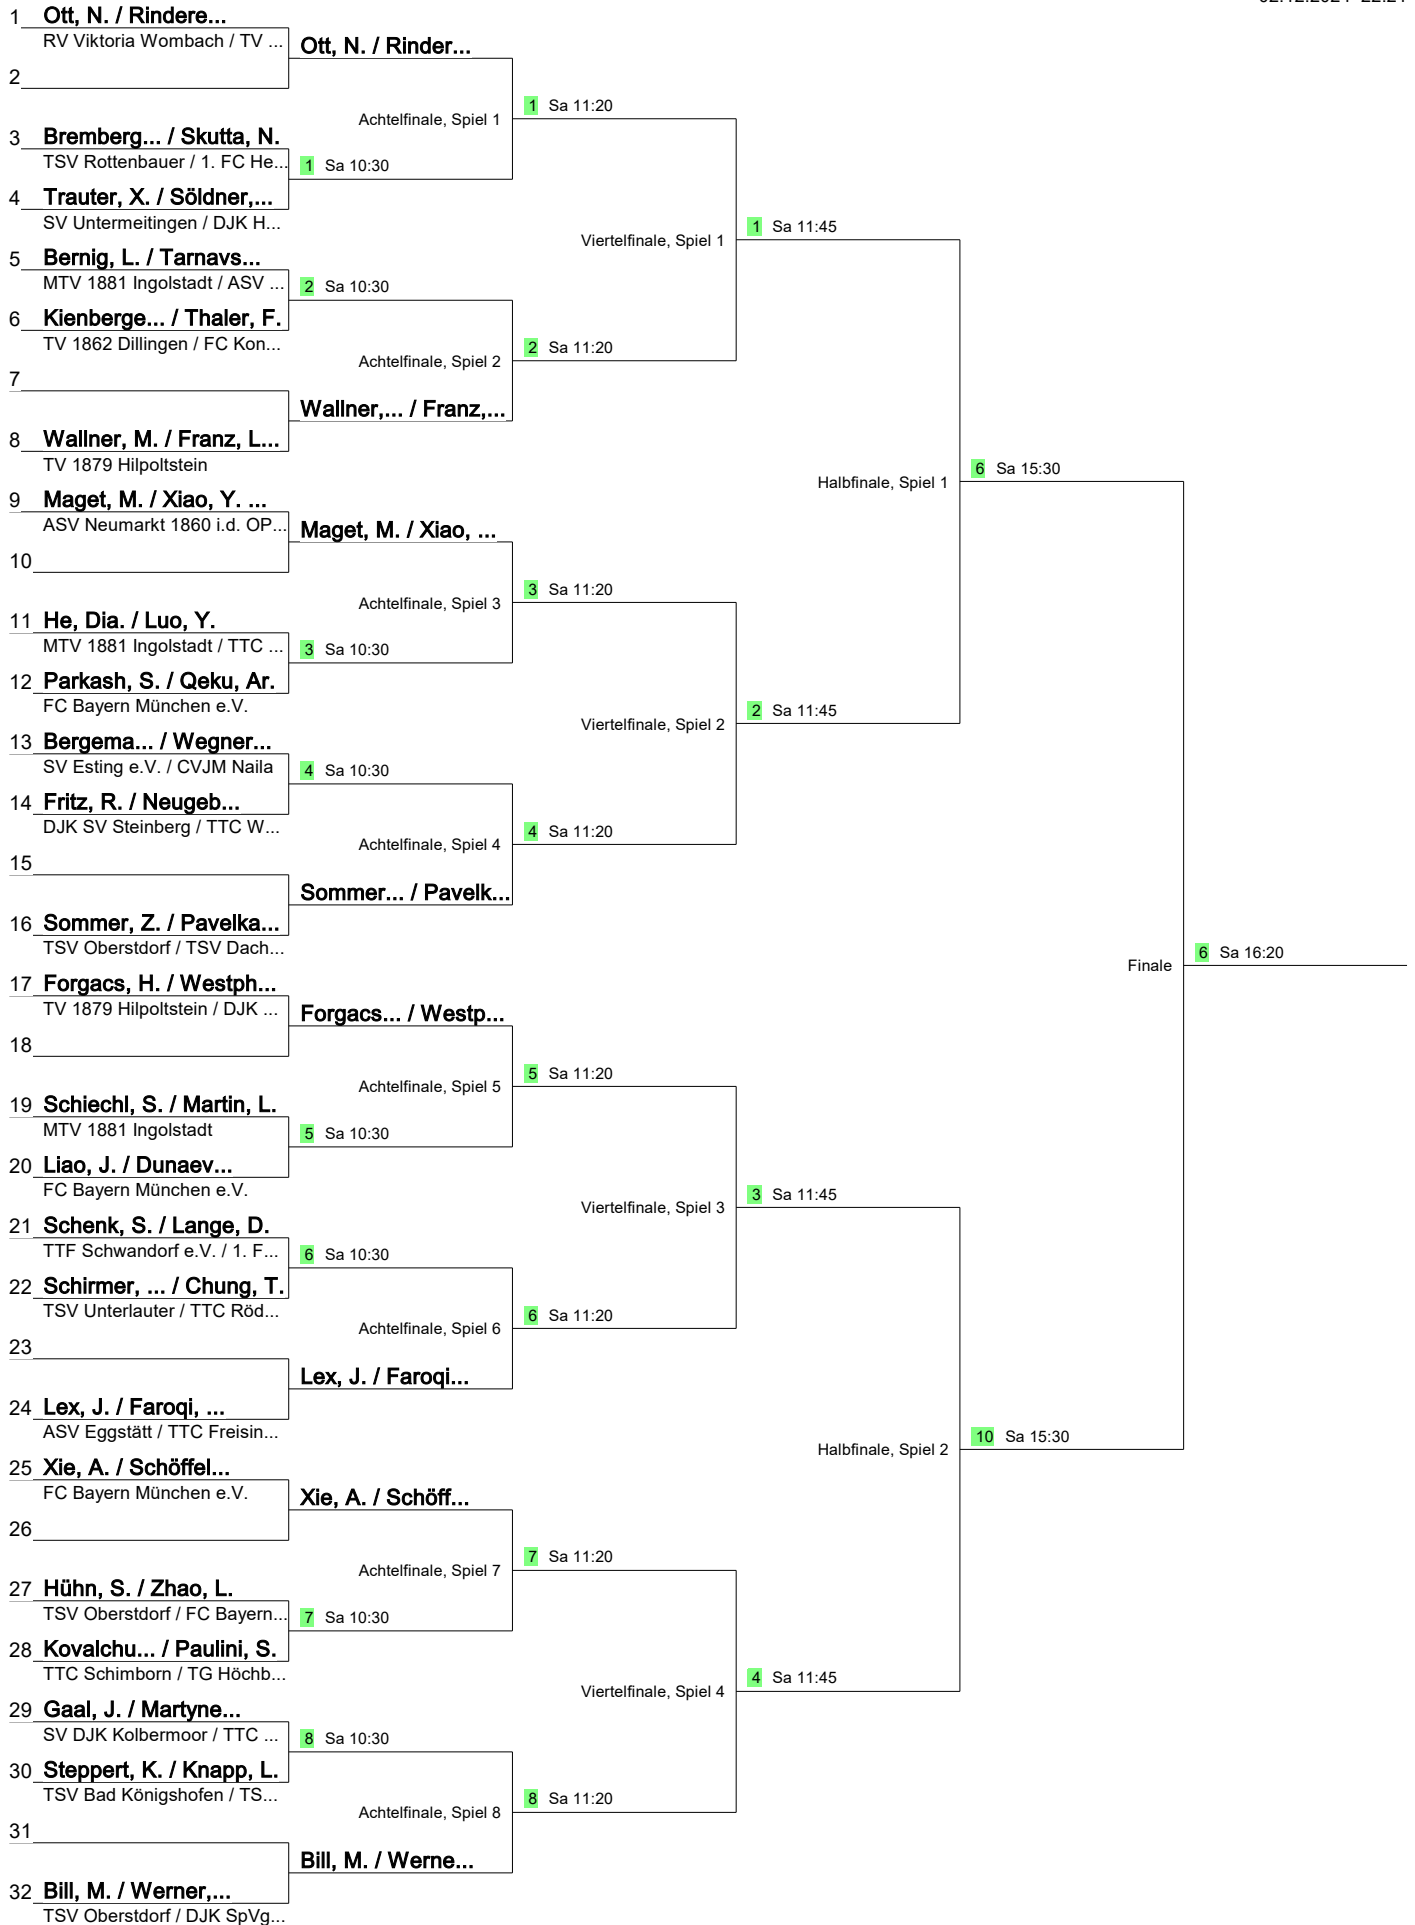 1 Ott, N. / Rindere...
RV Viktoria Wombach / TV ...
Ott, N. / Rinder...
2
Achtelfinale, Spiel 1
1 Sa 11:20
3 Bremberg... / Skutta, N.
TSV Rottenbauer / 1. FC He...
1 Sa 10:30
4 Trauter, X. / Söldner,...
SV Untermeitingen / DJK H...
Viertelfinale, Spiel 1
1 Sa 11:45
5 Bernig, L. / Tarnavs...
MTV 1881 Ingolstadt / ASV ...
2 Sa 10:30
6 Kienberge... / Thaler, F.
TV 1862 Dillingen / FC Kon...
Achtelfinale, Spiel 2
2 Sa 11:20
7
Wallner,... / Franz,...
8 Wallner, M. / Franz, L...
TV 1879 Hilpoltstein
Halbfinale, Spiel 1
6 Sa 15:30
9 Maget, M. / Xiao, Y. ...
ASV Neumarkt 1860 i.d. OP...
Maget, M. / Xiao, ...
10
Achtelfinale, Spiel 3
3 Sa 11:20
11 He, Dia. / Luo, Y.
MTV 1881 Ingolstadt / TTC ...
3 Sa 10:30
12 Parkash, S. / Qeku, Ar.
FC Bayern München e.V.
Viertelfinale, Spiel 2
2 Sa 11:45
13 Bergema... / Wegner...
SV Esting e.V. / CVJM Naila
4 Sa 10:30
14 Fritz, R. / Neugeb...
DJK SV Steinberg / TTC W...
Achtelfinale, Spiel 4
4 Sa 11:20
15
Sommer... / Pavelk...
16 Sommer, Z. / Pavelka...
TSV Oberstdorf / TSV Dach...
Finale
6 Sa 16:20
17 Forgacs, H. / Westph...
TV 1879 Hilpoltstein / DJK ...
Forgacs... / Westp...
18
Achtelfinale, Spiel 5
5 Sa 11:20
19 Schiechl, S. / Martin, L.
MTV 1881 Ingolstadt
5 Sa 10:30
20 Liao, J. / Dunaev...
FC Bayern München e.V.
Viertelfinale, Spiel 3
3 Sa 11:45
21 Schenk, S. / Lange, D.
TTF Schwandorf e.V. / 1. F...
6 Sa 10:30
22 Schirmer, ... / Chung, T.
TSV Unterlauter / TTC Röd...
Achtelfinale, Spiel 6
6 Sa 11:20
23
Lex, J. / Faroqi...
24 Lex, J. / Faroqi, ...
ASV Eggstätt / TTC Freisin...
Halbfinale, Spiel 2
10 Sa 15:30
25 Xie, A. / Schöffel...
FC Bayern München e.V.
Xie, A. / Schöff...
26
Achtelfinale, Spiel 7
7 Sa 11:20
27 Hühn, S. / Zhao, L.
TSV Oberstdorf / FC Bayern...
7 Sa 10:30
28 Kovalchu... / Paulini, S.
TTC Schimborn / TG Höchb...
Viertelfinale, Spiel 4
4 Sa 11:45
29 Gaal, J. / Martyne...
SV DJK Kolbermoor / TTC ...
8 Sa 10:30
30 Steppert, K. / Knapp, L.
TSV Bad Königshofen / TS...
Achtelfinale, Spiel 8
8 Sa 11:20
31
Bill, M. / Werne...
32 Bill, M. / Werner,...
TSV Oberstdorf / DJK SpVg...